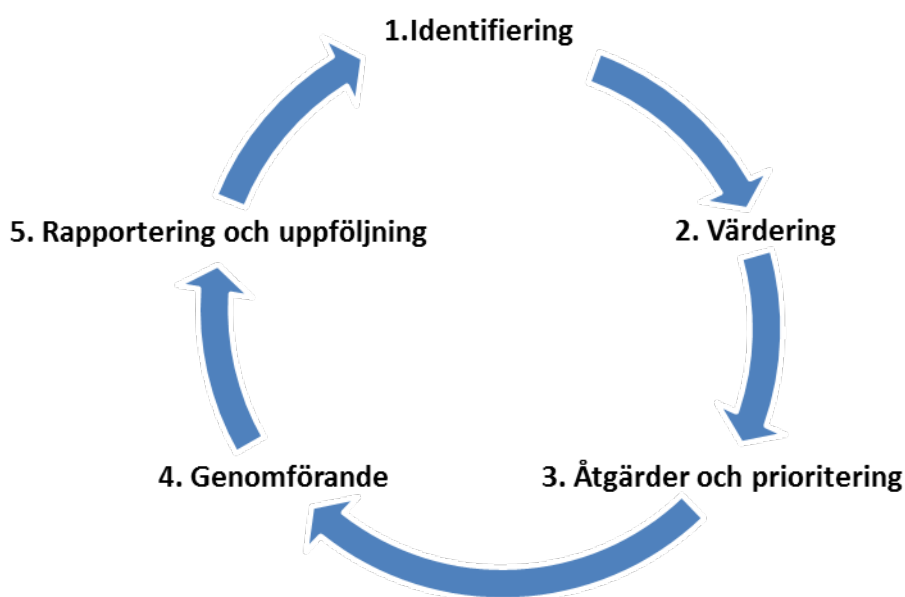 1.Identifiering
2. Värdering
3. Åtgärder och prioritering
4. Genomförande
5. Rapportering och uppföljning